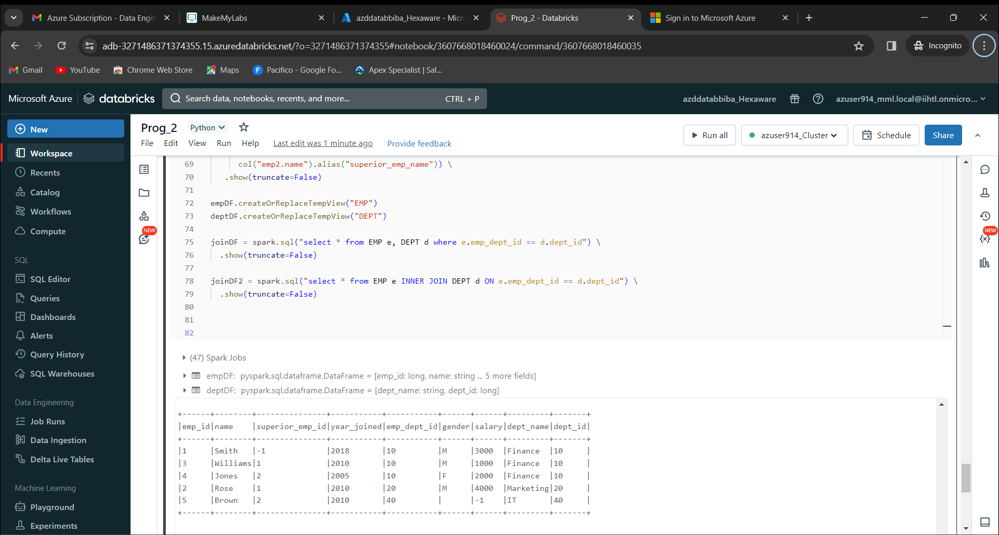 Azure Subscription - Data Engin
MakeMyLabs
azddatabbiba_Hexaware - Micro
Prog_2 - Databricks
Sign in to Microsoft Azure
adb-3271486371374355.15.azuredatabricks.net/?o=3271486371374355#notebook/3607668018460024/command/3607668018460035
Incognito
Gmail
YouTube
Chrome Web Store
Maps
Pacifico - Google Fo...
Apex Specialist | Sal...
Microsoft Azure
databricks
Search data, notebooks, recents, and more...
CTRL + P
azddatabbiba_Hexaware
azuser914_mml.local@iihtl.onmicro...
New
Workspace
Recents
Catalog
Workflows
Compute
SQL
SQL Editor
Queries
Dashboards
Alerts
Query History
SQL Warehouses
Data Engineering
Job Runs
Data Ingestion
Delta Live Tables
Machine Learning
Playground
Experiments
Prog_2
Python
File Edit View Run Help Last edit was 1 minute ago Provide feedback
Run all
azuser914_Cluster
Schedule
Share
NEW
NEW
69 col("emp2.name").alias("superior_emp_name")) \
70 .show(truncate=False)
71
72 empDF.createOrReplaceTempView("EMP")
73 deptDF.createOrReplaceTempView("DEPT")
74
75 joinDF = spark.sql("select * from EMP e, DEPT d where e.emp_dept_id == d.dept_id") \
76 .show(truncate=False)
77
78 joinDF2 = spark.sql("select * from EMP e INNER JOIN DEPT d ON e.emp_dept_id == d.dept_id") \
79 .show(truncate=False)
80
81
82
(47) Spark Jobs
empDF: pyspark.sql.dataframe.DataFrame = [emp_id: long, name: string ... 5 more fields]
deptDF: pyspark.sql.dataframe.DataFrame = [dept_name: string, dept_id: long]
+------+--------+---------------+-----------+-----------+------+------+---------+-------+
|emp_id|name    |superior_emp_id|year_joined|emp_dept_id|gender|salary|dept_name|dept_id|
+------+--------+---------------+-----------+-----------+------+------+---------+-------+
|1     |Smith   |-1             |2018       |10         |M     |3000  |Finance  |10     |
|3     |Williams|1              |2010       |10         |M     |1000  |Finance  |10     |
|4     |Jones   |2              |2005       |10         |F     |2000  |Finance  |10     |
|2     |Rose    |1              |2010       |20         |M     |4000  |Marketing|20     |
|5     |Brown   |2              |2010       |40         |      |-1    |IT       |40     |
+------+--------+---------------+-----------+-----------+------+------+---------+-------+